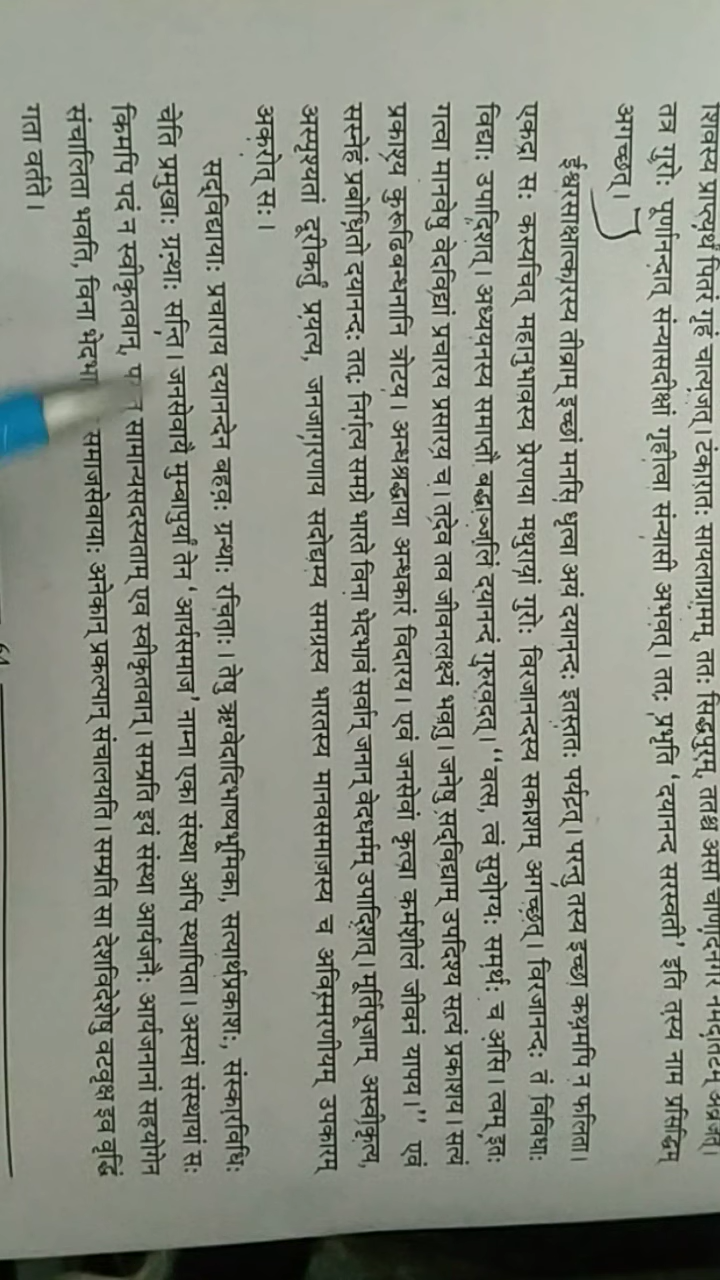 शिवस्य प्राप्त्यर्थं पितरं गृहं चात्यजत्। टंकारातः सायलाग्रामम्, ततः सिद्धपुरम्, ततश्च असौ चाणोदनगरे नर्मदातटम् अव्रजत्।
तत्र गुरोः पूर्णानन्दात् संन्यासदीक्षां गृहीत्वा संन्यासी अभवत्। ततः प्रभृति ‘दयानन्द सरस्वती’ इति तस्य नाम प्रसिद्धम्
अगच्छत्।
ईश्वरसाक्षात्कारस्य तीव्राम् इच्छां मनसि धृत्वा अयं दयानन्दः इतस्ततः पर्यटत्। परन्तु तस्य इच्छा कथमपि न फलिता।
एकदा सः कस्यचित् महानुभावस्य प्रेरणया मथुरायां गुरोः विरजानन्दस्य सकाशम् अगच्छत्। विरजानन्दः तं विविधाः
विद्याः उपादिशत्। अध्ययनस्य समाप्तौ बद्धाञ्जलिं दयानन्दं गुरुरवदत्। “वत्स, त्वं सुयोग्यः समर्थः च असि। त्वम् इतः
गत्वा मानवेषु वेदविद्यां प्रचारय प्रसारय च। तदेव तव जीवनलक्ष्यं भवतु। जनेषु सद्विद्याम् उपदिश्य सत्यं प्रकाशय। सत्यं
प्रकाश्य कुरूढिबन्धनानि त्रोटय। अन्धश्रद्धाया अन्धकारं विदारय। एवं जनसेवां कृत्वा कर्मशीलं जीवनं यापय।” एवं
सस्नेहं प्रबोधितो दयानन्दः ततः निर्गत्य समग्रे भारते विना भेदभावं सर्वान् जनान् वेदधर्मम् उपादिशत्। मूर्तिपूजाम् अस्वीकृत्य,
अस्पृश्यतां दूरीकर्तुं प्रयत्य, जनजागरणाय सदोद्यम्य समग्रस्य भारतस्य मानवसमाजस्य च अविस्मरणीयम् उपकारम्
अकरोत् सः।
सद्विद्यायाः प्रचाराय दयानन्देन बहवः ग्रन्थाः रचिताः। तेषु ऋग्वेदादिभाष्यभूमिका, सत्यार्थप्रकाशः, संस्कारविधिः
चेति प्रमुखाः ग्रन्थाः सन्ति। जनसेवायै मुम्बापुर्यां तेन ‘आर्यसमाज’ नाम्ना एका संस्था अपि स्थापिता। अस्यां संस्थायां सः
किमपि पदं न स्वीकृतवान्, सामान्यसदस्यताम् एव स्वीकृतवान्। सम्प्रति इयं संस्था आर्यजनैः आर्यजनानां सहयोगेन
संचालिता भवति, विना समाजसेवायाः अनेकान् प्रकल्पान् संचालयति। सम्प्रति सा देशविदेशेषु वटवृक्ष इव वृद्धिं
गता वर्तते।